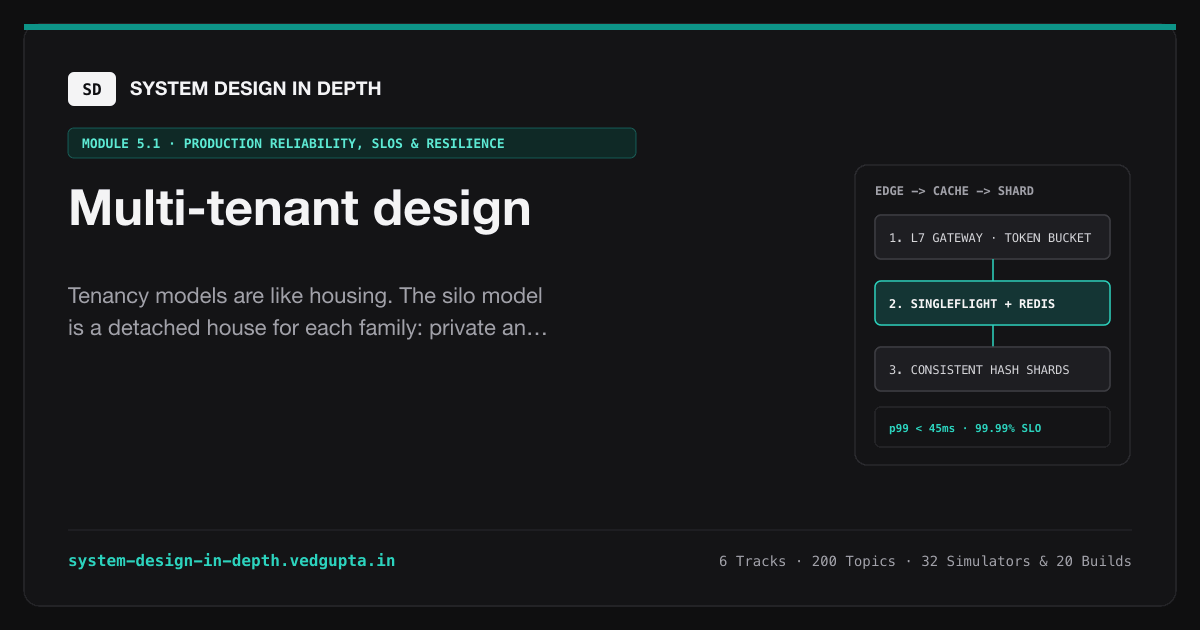 SD
SYSTEM DESIGN IN DEPTH
MODULE 5.1 · PRODUCTION RELIABILITY, SLOS & RESILIENCE
Multi-tenant design
Tenancy models are like housing. The silo model
is a detached house for each family: private an…
EDGE —> CACHE —> SHARD
1. L7 GATEWAY · TOKEN BUCKET
2. SINGLEFLIGHT + REDIS
3. CONSISTENT HASH SHARDS
p99 < 45ms · 99.99% SLO
system-design-in-depth.vedgupta.in
6 Tracks · 200 Topics · 32 Simulators & 20 Builds